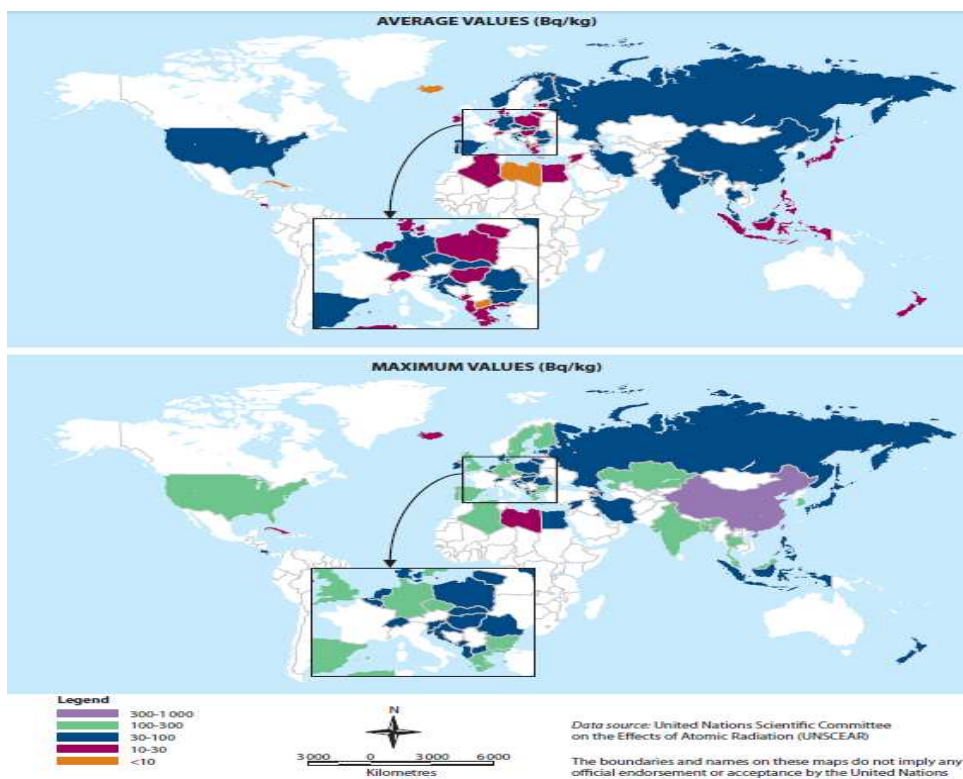 AVERAGE VALUES (Bq/kg)
MAXIMUM VALUES (Bq/kg)
Legend
300-1 000
100-300
30-100
10-30
<10
N
3 000 0 3 000 6 000
Kilometres
Data source: United Nations Scientific Committee
on the Effects of Atomic Radiation (UNSCEAR)
The boundaries and names on these maps do not imply any
official endorsement or acceptance by the United Nations